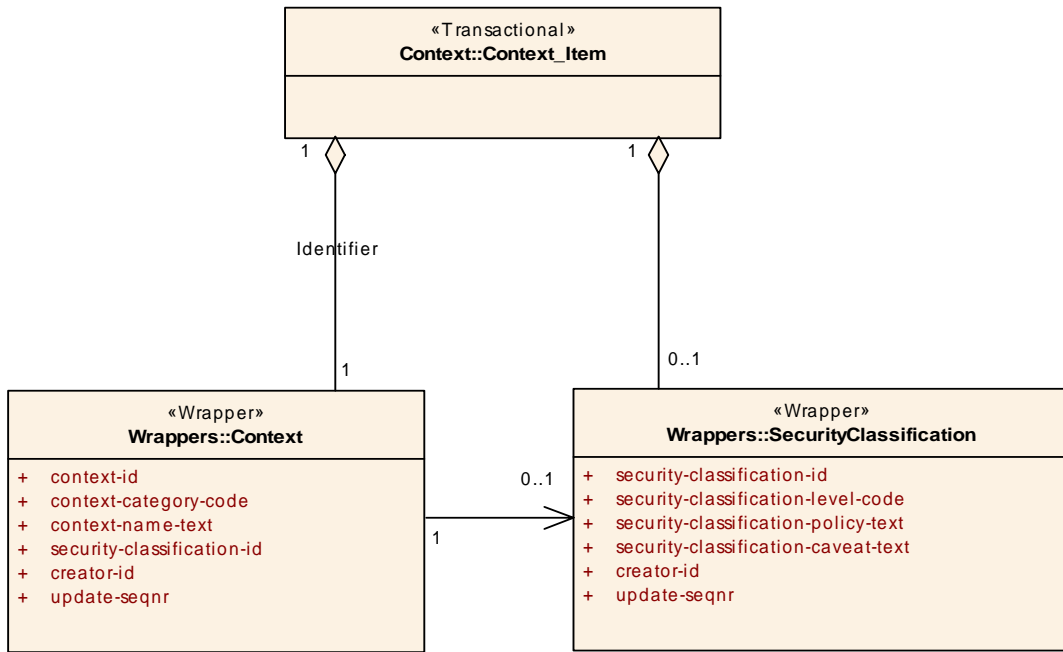 «Transactional»
Context::Context_Item
1
1
Identifier
1
0..1
«Wrapper»
Wrappers::Context
+ context-id
+ context-category-code
+ context-name-text
+ security-classification-id
+ creator-id
+ update-seqnr
0..1
1
«Wrapper»
Wrappers::SecurityClassification
+ security-classification-id
+ security-classification-level-code
+ security-classification-policy-text
+ security-classification-caveat-text
+ creator-id
+ update-seqnr